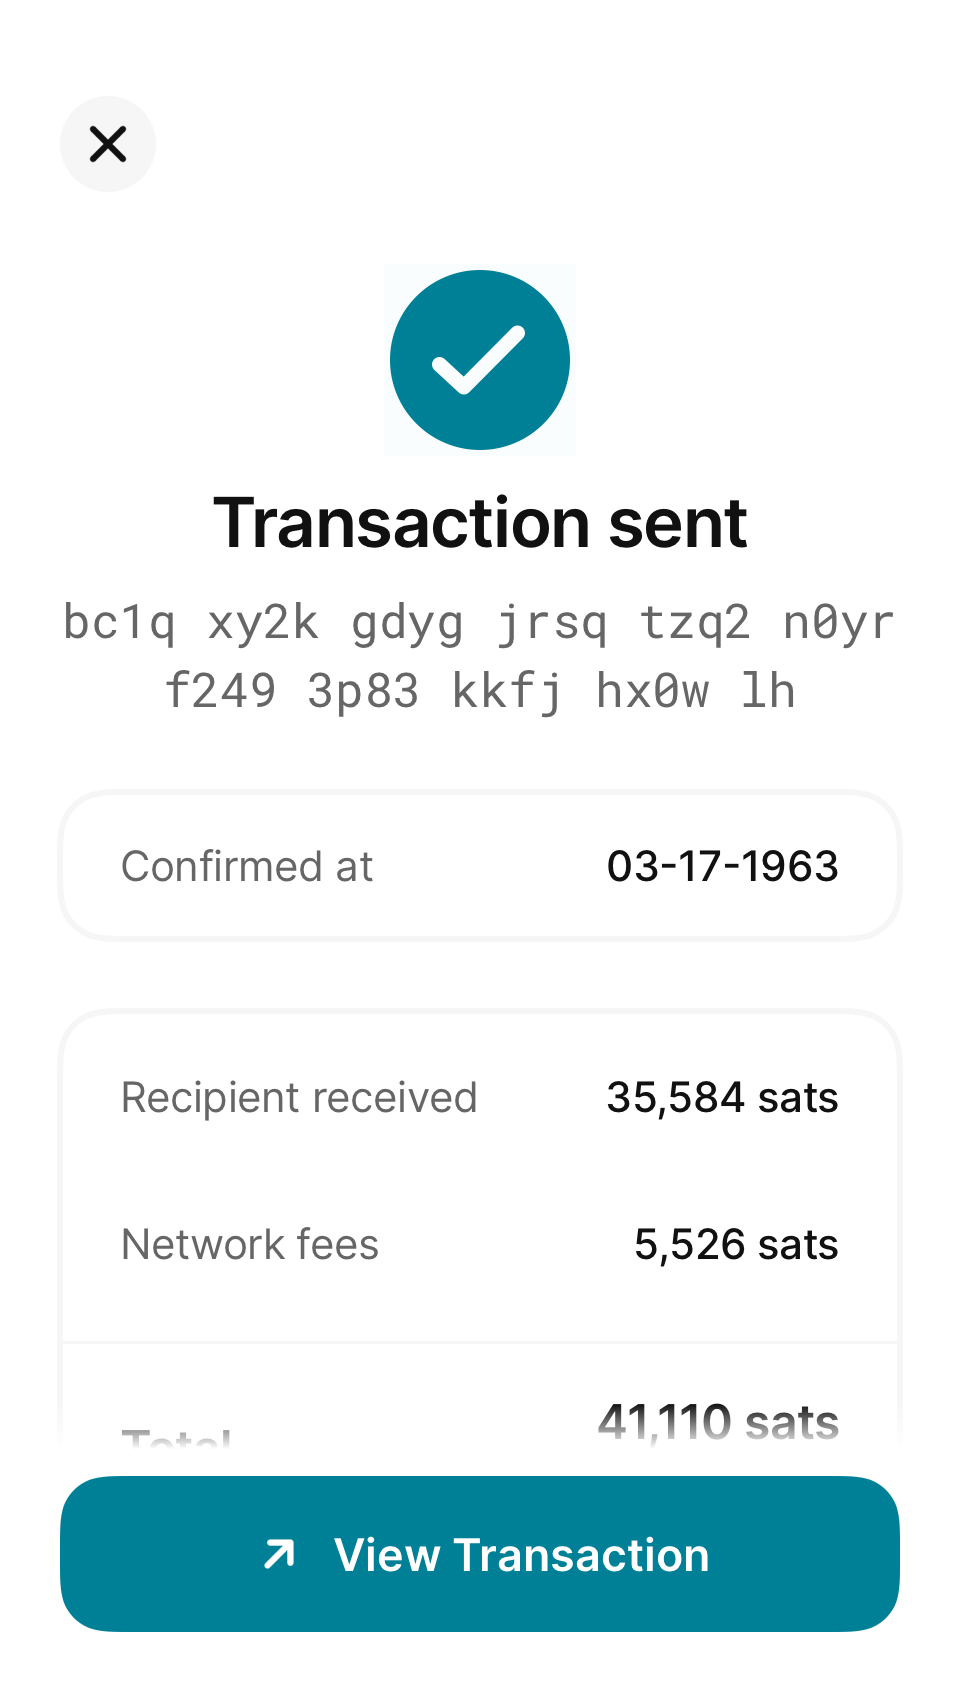 Transaction sent
bc1q xy2k gdyg jrsq tzq2 n0yr
f249 3p83 kkfj hx0w lh
Confirmed at 03-17-1963
Recipient received 35,584 sats
Network fees 5,526 sats
Total 41,110 sats
View Transaction